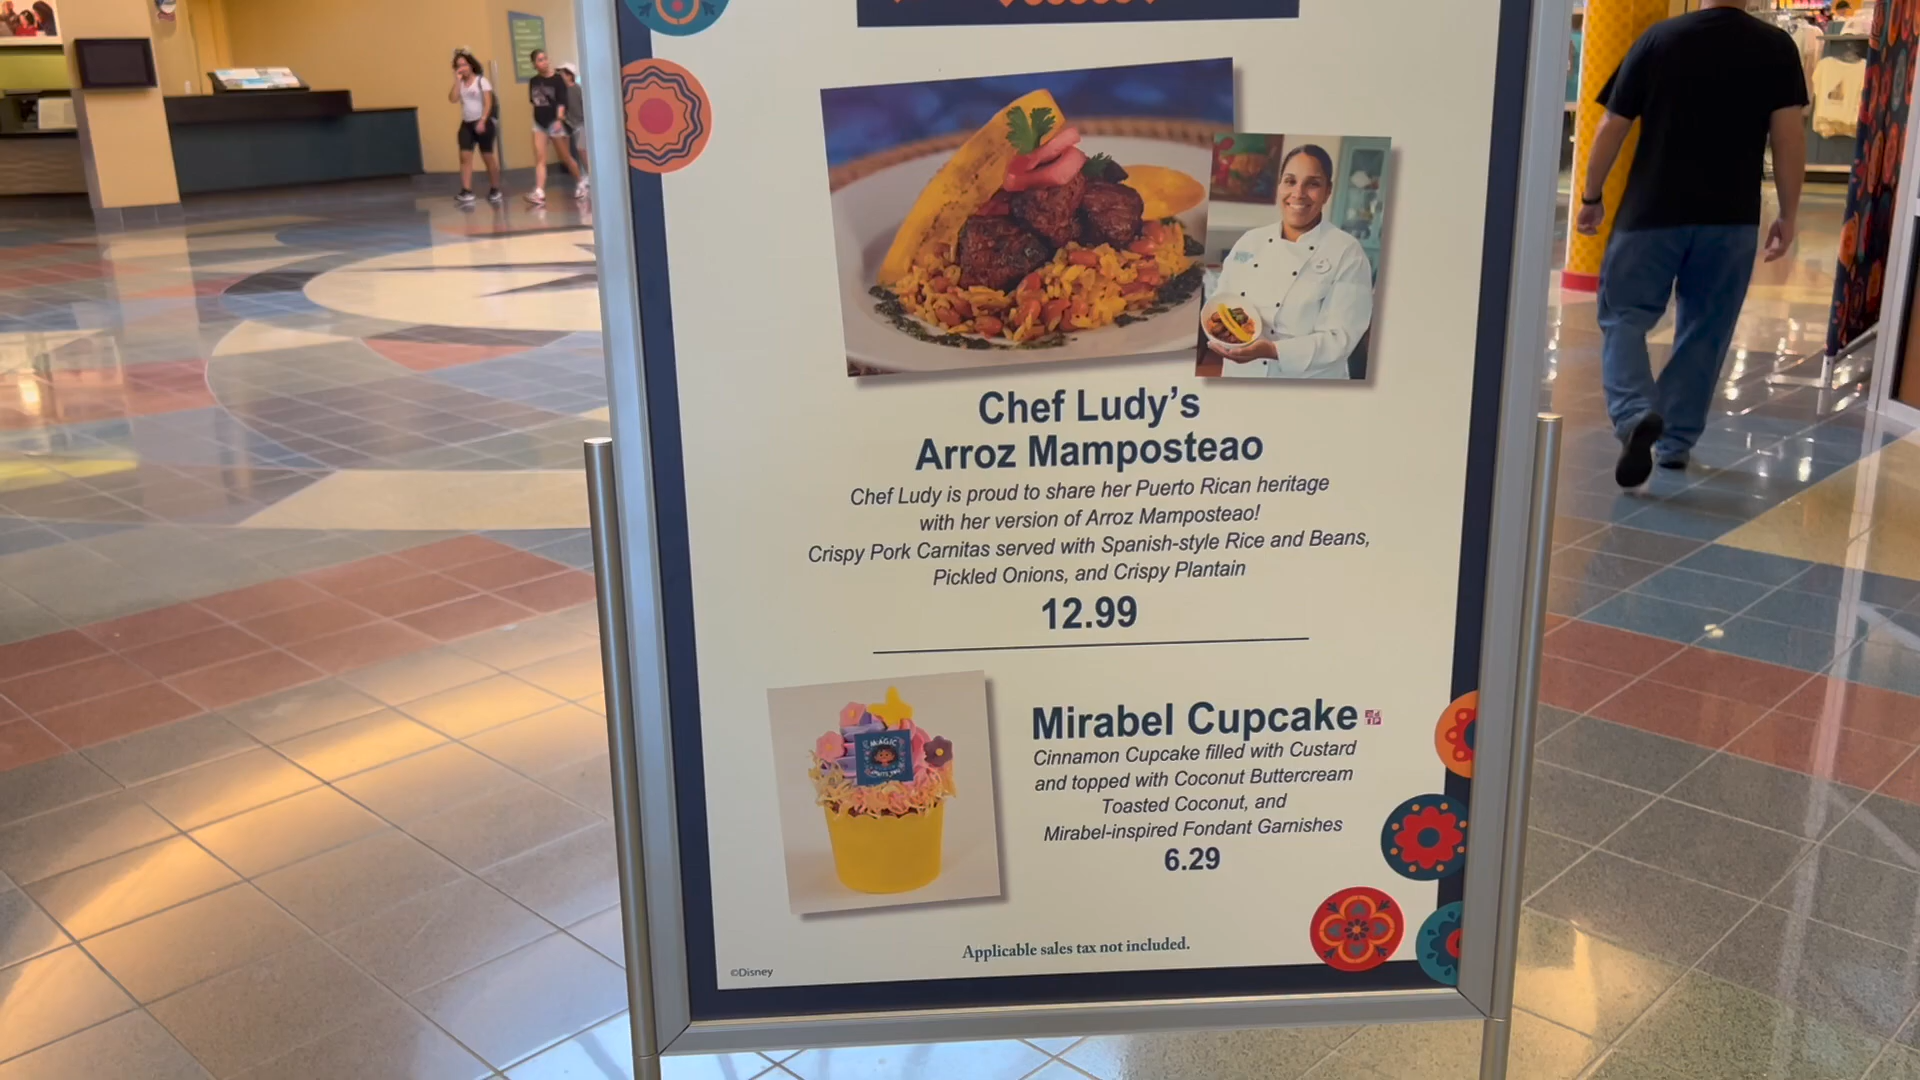 Chef Ludy's
Arroz Mamposteao
Chef Ludy is proud to share her Puerto Rican heritage
with her version of Arroz Mamposteao!
Crispy Pork Carnitas served with Spanish-style Rice and Beans,
Pickled Onions, and Crispy Plantain
12.99
Mirabel Cupcake
Cinnamon Cupcake filled with Custard
and topped with Coconut Buttercream
Toasted Coconut, and
Mirabel-inspired Fondant Garnishes
6.29
Applicable sales tax not included.
©Disney